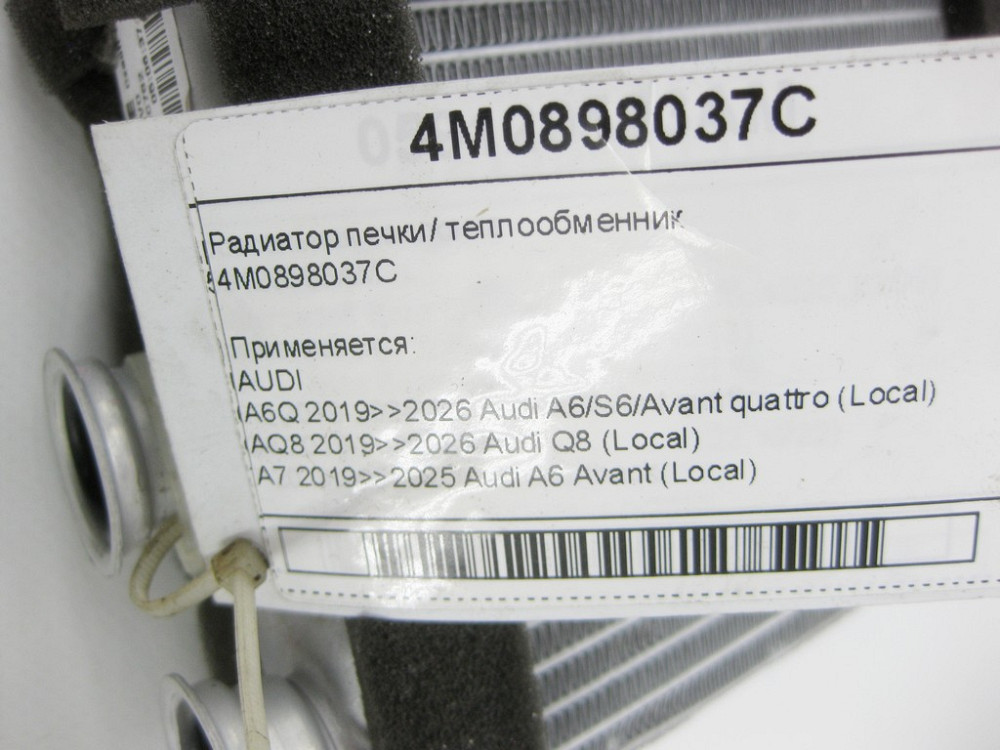 4M0898037C
Радиатор печки/ теплообменник
4M0898037C
Применяется:
AUDI
A6Q 2019>>2026 Audi A6/S6/Avant quattro (Local)
AQ8 2019>>2026 Audi Q8 (Local)
A7 2019>>2025 Audi A6 Avant (Local)